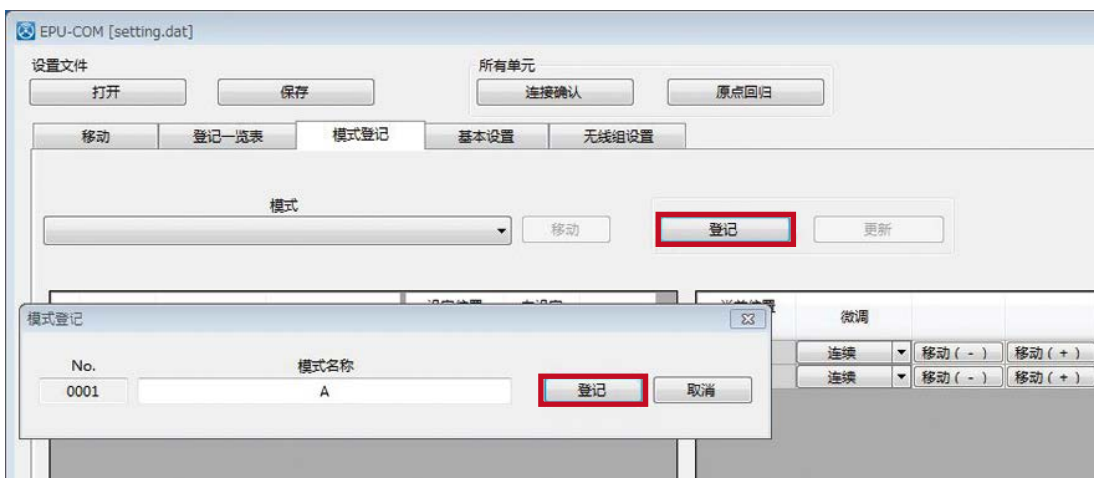 EPU-COM [setting.dat]
设置文件
所有单元
打开
保存
连接确认
原点回归
移动
登记一览表
模式登记
基本设置
无线组设置
模式
移动
登记
更新
微调
连续
移动 ( - )
移动 ( + )
连续
移动 ( - )
移动 ( + )
模式登记
No.
模式名称
0001
A
登记
取消